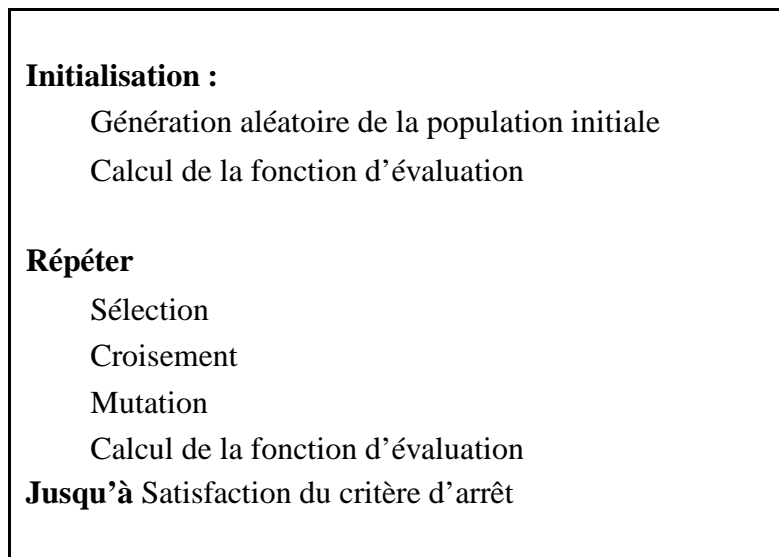 Initialisation :
Génération aléatoire de la population initiale
Calcul de la fonction d’évaluation
Répéter
Sélection
Croisement
Mutation
Calcul de la fonction d’évaluation
Jusqu’à Satisfaction du critère d’arrêt